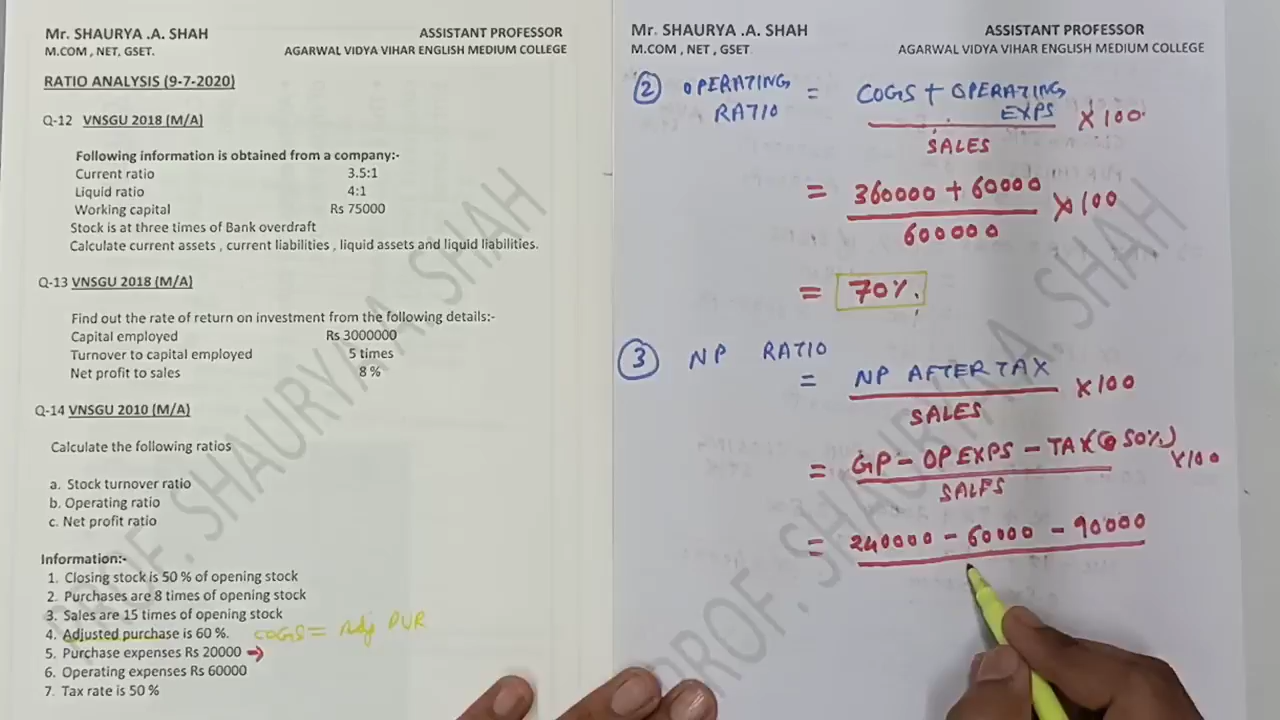 Mr. SHAURYA .A. SHAH
ASSISTANT PROFESSOR
M.COM , NET, GSET.
AGARWAL VIDYA VIHAR ENGLISH MEDIUM COLLEGE
RATIO ANALYSIS (9-7-2020)
Q-12 VNSGU 2018 (M/A)
Following information is obtained from a company:-
Current ratio 3.5:1
Liquid ratio 4:1
Working capital Rs 75000
Stock is at three times of Bank overdraft
Calculate current assets , current liabilities , liquid assets and liquid liabilities.
Q-13 VNSGU 2018 (M/A)
Find out the rate of return on investment from the following details:-
Capital employed Rs 3000000
Turnover to capital employed 5 times
Net profit to sales 8 %
Q-14 VNSGU 2010 (M/A)
Calculate the following ratios
a. Stock turnover ratio
b. Operating ratio
c. Net profit ratio
Information:-
1. Closing stock is 50 % of opening stock
2. Purchases are 8 times of opening stock
3. Sales are 15 times of opening stock
4. Adjusted purchase is 60 %. COGS = Adj PUR
5. Purchase expenses Rs 20000 →
6. Operating expenses Rs 60000
7. Tax rate is 50 %
PROF. SHAURYA A. SHAH
Mr. SHAURYA .A. SHAH
ASSISTANT PROFESSOR
M.COM , NET, GSET
AGARWAL VIDYA VIHAR ENGLISH MEDIUM COLLEGE
② OPERATING = COGS + OPERATING
RATIO EXPS × 100
SALES
= 360000 + 60000 × 100
600000
= 70%.
③ NP RATIO
= NP AFTER TAX × 100
SALES
= GP - OP EXPS - TAX (@ 50%) × 100
SALES
= 240000 - 60000 - 90000
PROF. SHAURYA A. SHAH